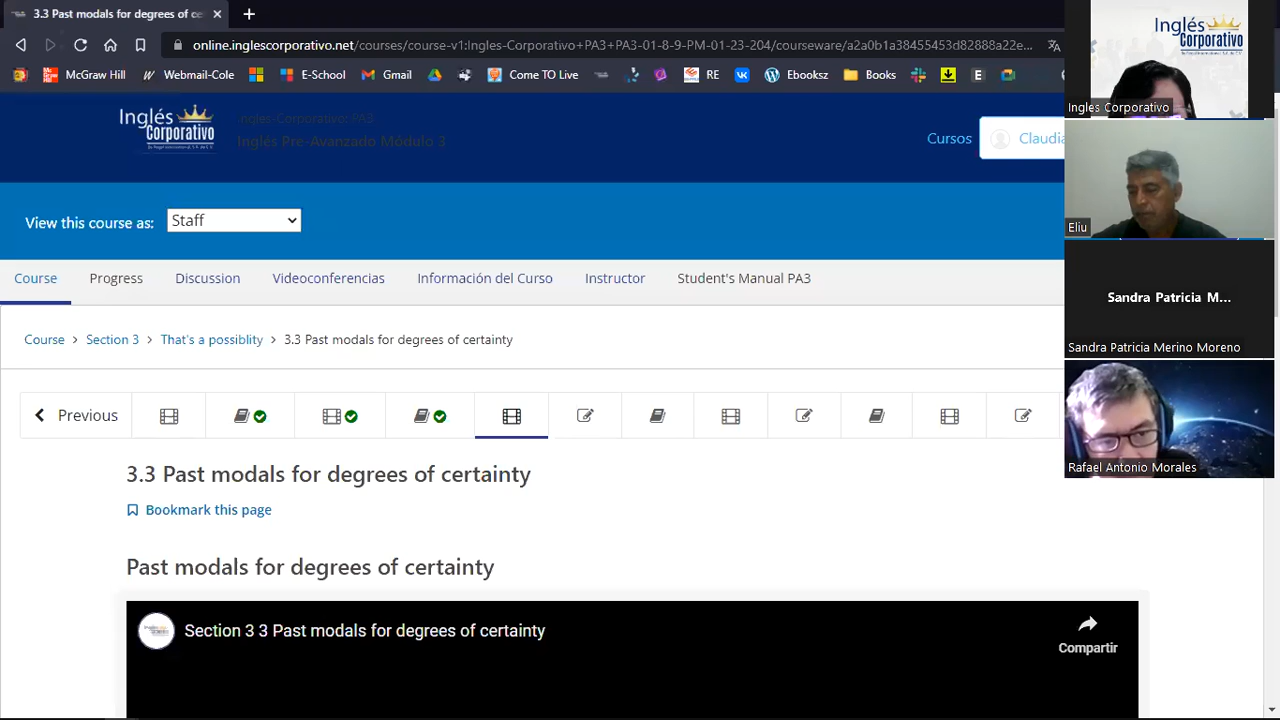 3.3 Past modals for degrees of ce
online.inglescorporativo.net/courses/course-v1:Ingles-Corporativo+PA3+PA3-01-8-9-PM-01-23-204/courseware/a2a0b1a38455453d82888a22e...
McGraw Hill
Webmail-Cole
E-School
Gmail
Come TO Live
RE
Ebooksz
Books
Inglés
Corporativo
Ingles-Corporativo: PA3
Inglés Pre-Avanzado Módulo 3
Cursos
Claudia
View this course as:
Staff
Course
Progress
Discussion
Videoconferencias
Información del Curso
Instructor
Student's Manual PA3
Course > Section 3 > That's a possiblity > 3.3 Past modals for degrees of certainty
Previous
3.3 Past modals for degrees of certainty
Bookmark this page
Past modals for degrees of certainty
Section 3 3 Past modals for degrees of certainty
Compartir
Inglés
Corporativo
Ingles Corporativo
Eliu
Sandra Patricia M...
Sandra Patricia Merino Moreno
Rafael Antonio Morales